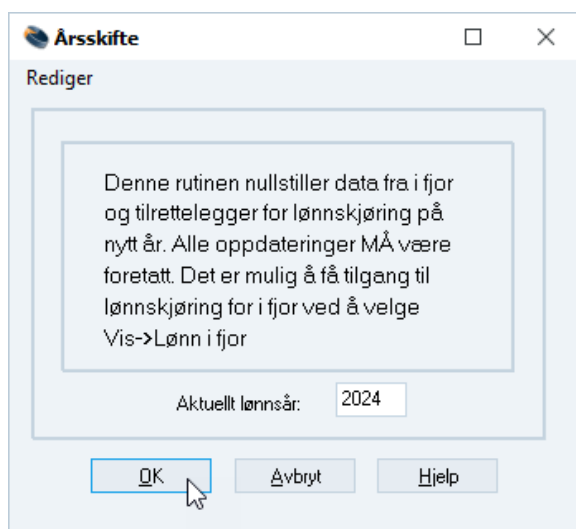 Årsskifte
Rediger
Denne rutinen nullstiller data fra i fjor
og tilrettelegger for lønnskjøring på
nytt år. Alle oppdateringer MÅ være
foretatt. Det er mulig å få tilgang til
lønnskjøring for i fjor ved å velge
Vis->Lønn i fjor
Aktuellt lønnsår: 2024
OK Avbryt Hjelp